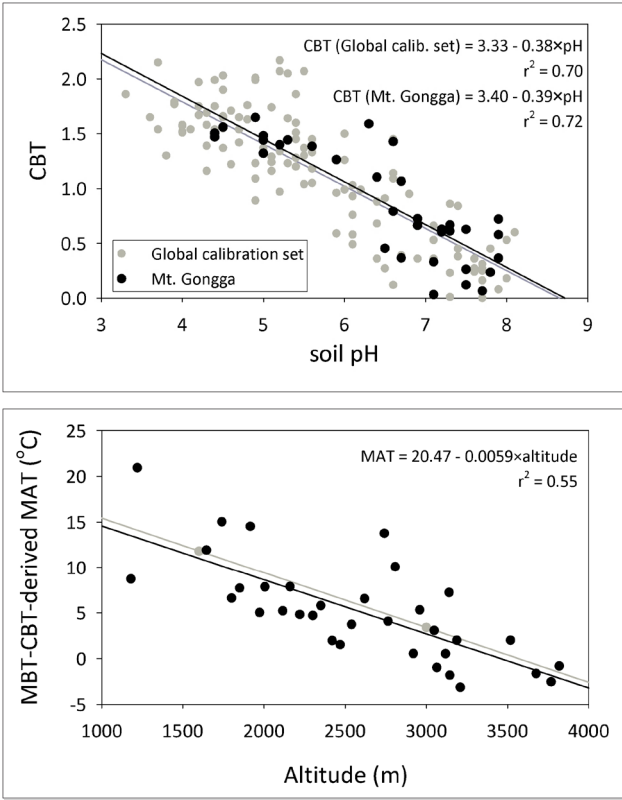 2.5
2.0
1.5
1.0
0.5
0.0
CBT
CBT (Global calib. set) = 3.33 - 0.38×pH
r² = 0.70
CBT (Mt. Gongga) = 3.40 - 0.39×pH
r² = 0.72
Global calibration set
Mt. Gongga
3 4 5 6 7 8 9
soil pH
25
20
15
10
5
0
-5
MBT-CBT-derived MAT (°C)
MAT = 20.47 - 0.0059×altitude
r² = 0.55
1000 1500 2000 2500 3000 3500 4000
Altitude (m)